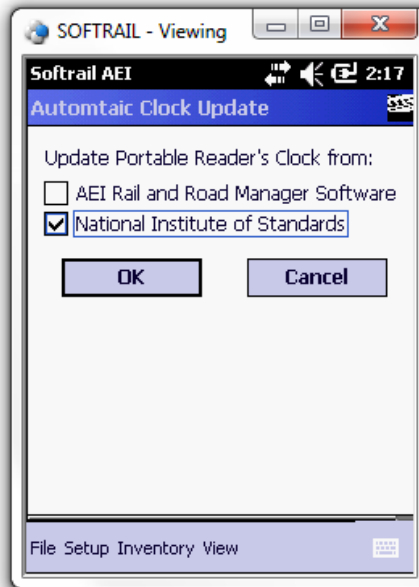 SOFTRAIL - Viewing
Softrail AEI 2:17
Automtaic Clock Update
Update Portable Reader's Clock from:
AEI Rail and Road Manager Software
National Institute of Standards
OK Cancel
File Setup Inventory View